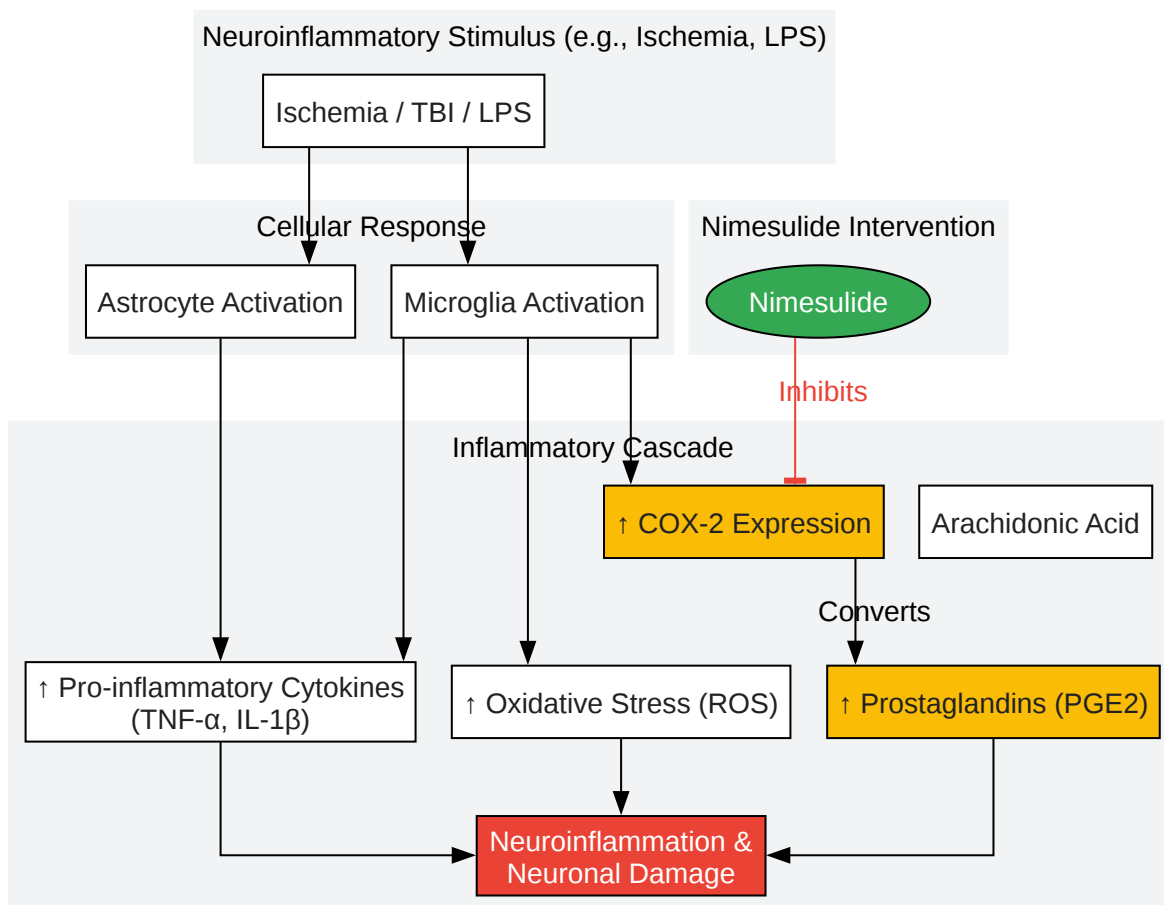 Neuroinflammatory Stimulus (e.g., Ischemia, LPS)
Ischemia / TBI / LPS
Cellular Response
Nimesulide Intervention
Astrocyte Activation
Microglia Activation
Nimesulide
Inhibits
Inflammatory Cascade
↑ COX-2 Expression
Arachidonic Acid
Converts
↑ Pro-inflammatory Cytokines
(TNF-α, IL-1β)
↑ Oxidative Stress (ROS)
↑ Prostaglandins (PGE2)
Neuroinflammation &
Neuronal Damage